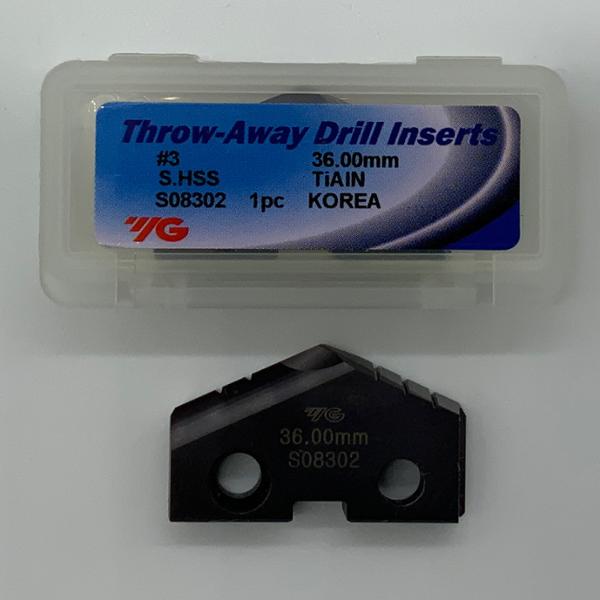 Throw-Away Drill Inserts
#3 36.00mm
S.HSS TiAIN
S08302 1pc KOREA
YG
YG
36.00mm
S08302